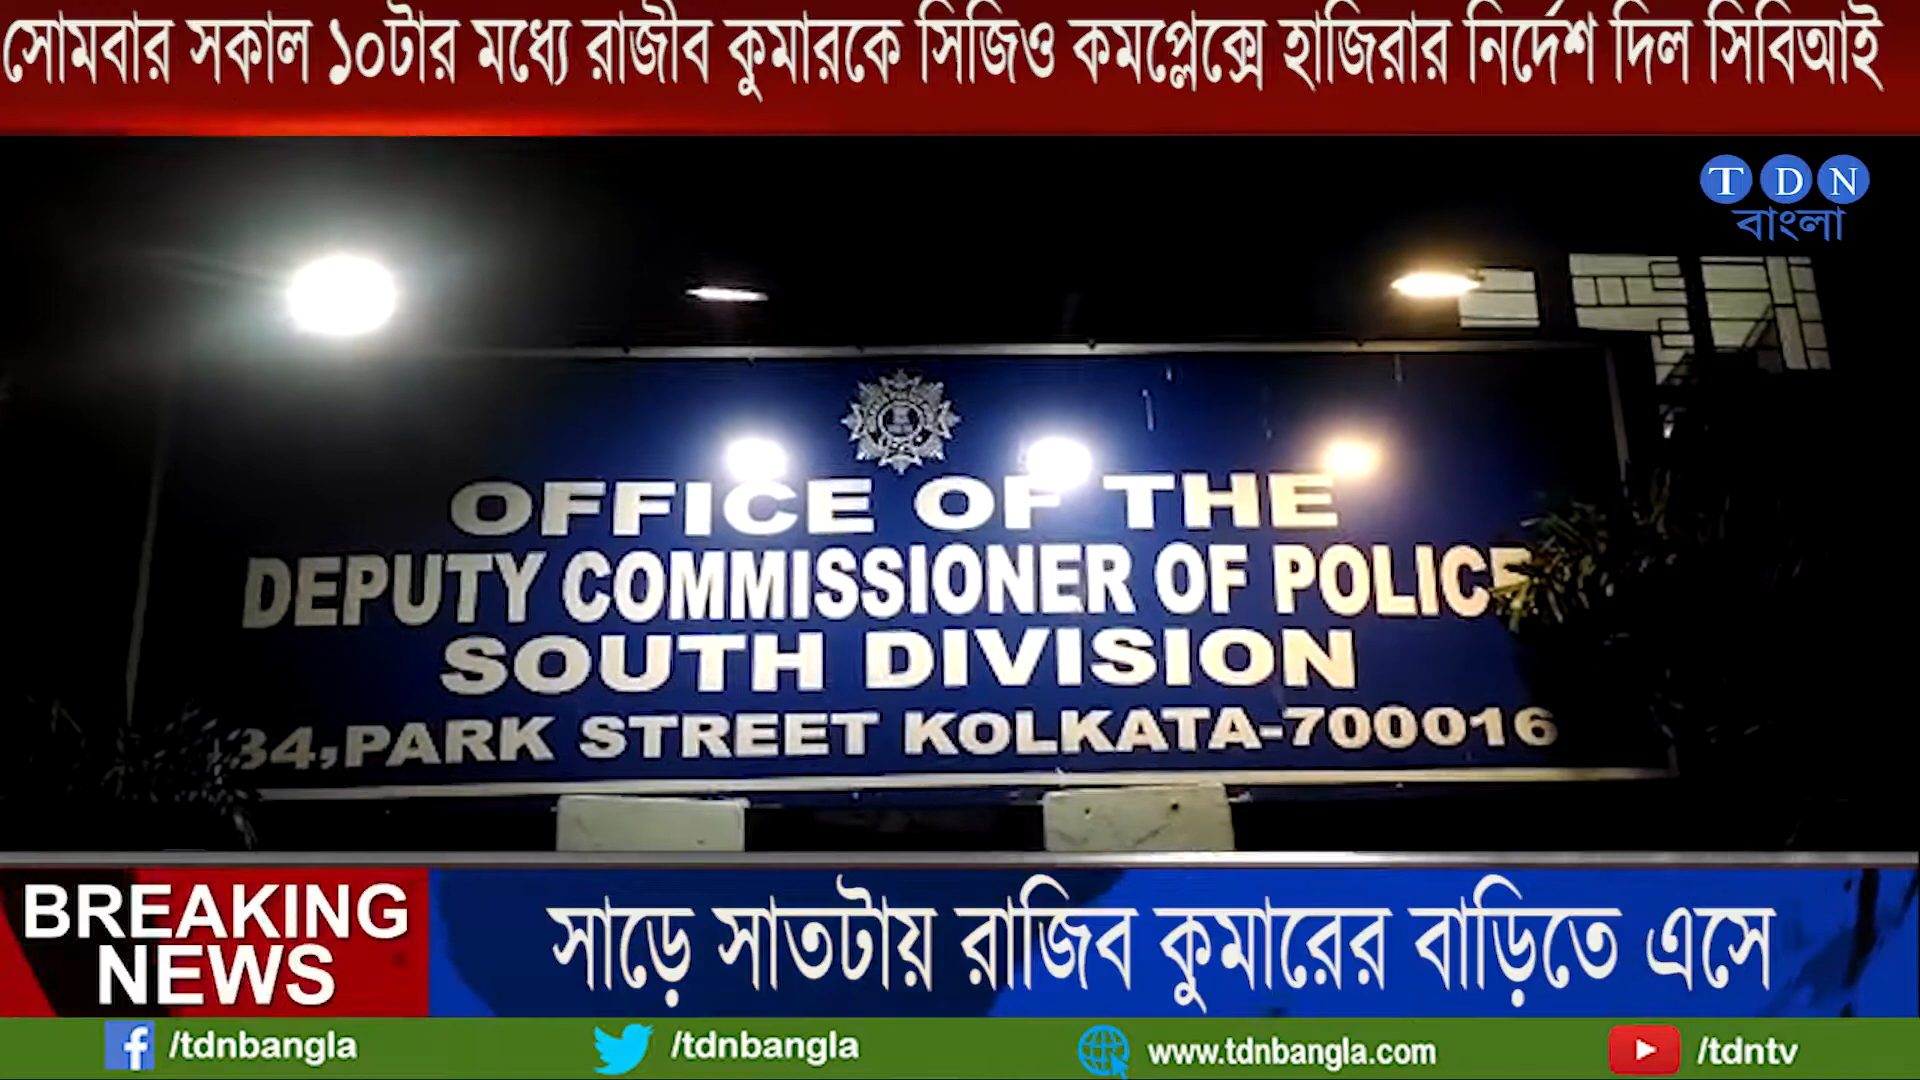 সোমবার সকাল ১০টার মধ্যে রাজীব কুমারকে সিজিও কমপ্লেক্সে হাজিরার নির্দেশ দিল সিবিআই
T D N
বাংলা
OFFICE OF THE
DEPUTY COMMISSIONER OF POLICE
SOUTH DIVISION
34,PARK STREET KOLKATA-700016
BREAKING
NEWS
সাড়ে সাতটায় রাজিব কুমারের বাড়িতে এসে
/tdnbangla
/tdnbangla
www.tdnbangla.com
/tdntv